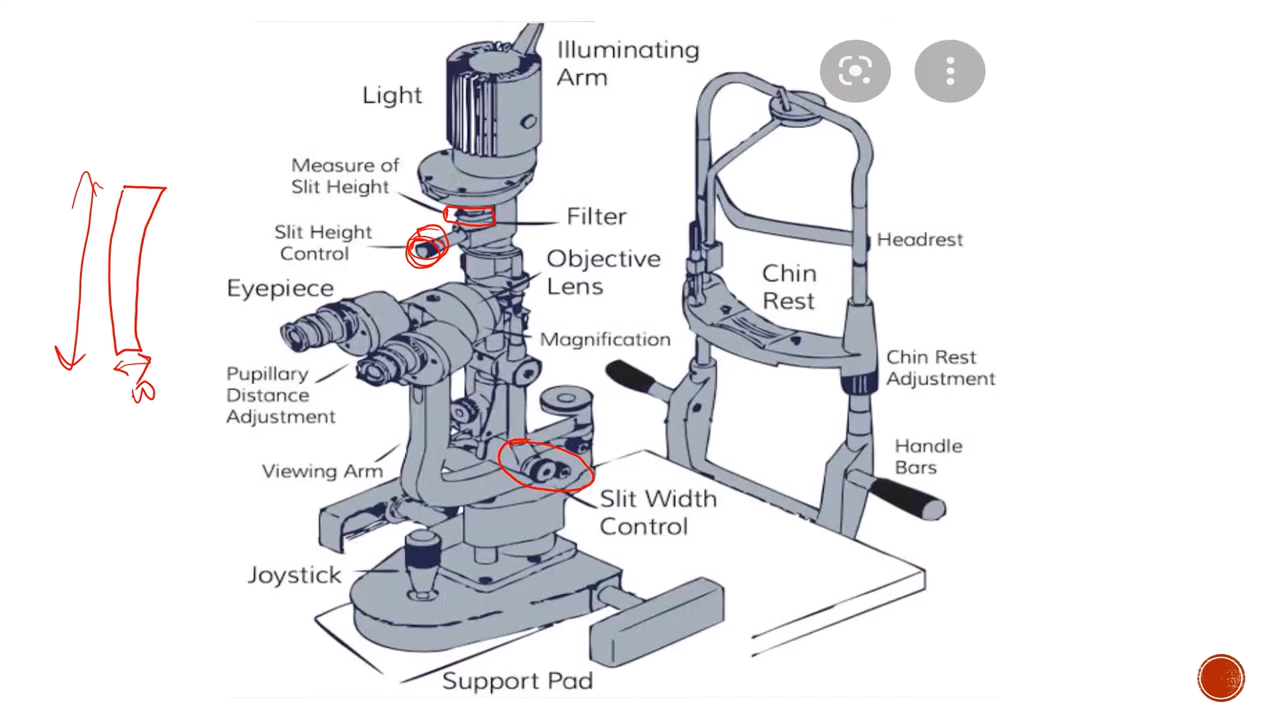 Illuminating
Arm
Light
Measure of
Slit Height
Filter
Slit Height
Control
Headrest
Objective
Lens
Chin
Rest
Eyepiece
Magnification
Chin Rest
Adjustment
Pupillary
Distance
Adjustment
Handle
Bars
Viewing Arm
Slit Width
Control
Joystick
Support Pad